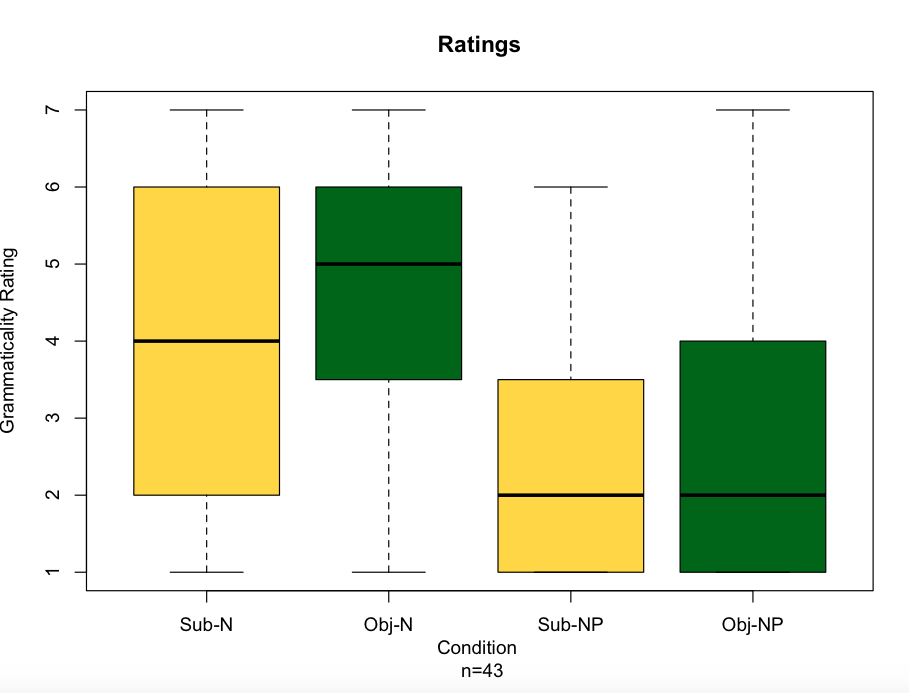 Ratings
Grammaticality Rating
7
6
5
4
3
2
1
Sub-N Obj-N Sub-NP Obj-NP
Condition
n=43